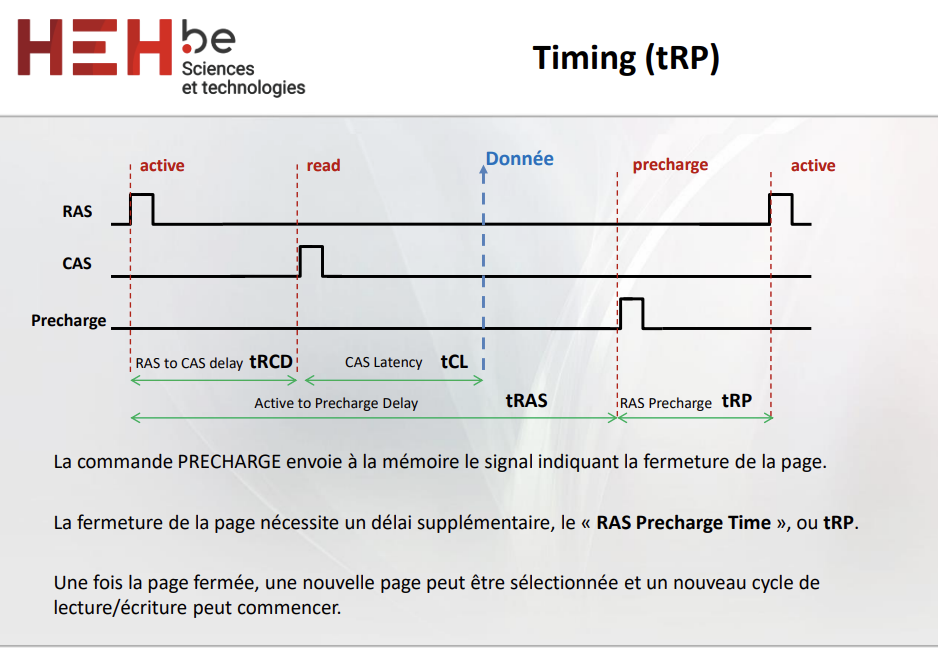 HEH.be
Sciences
et technologies
Timing (tRP)
active
read
Donnée
precharge
active
RAS
CAS
Precharge
RAS to CAS delay tRCD
CAS Latency tCL
Active to Precharge Delay tRAS
RAS Precharge tRP
La commande PRECHARGE envoie à la mémoire le signal indiquant la fermeture de la page.
La fermeture de la page nécessite un délai supplémentaire, le « RAS Precharge Time », ou tRP.
Une fois la page fermée, une nouvelle page peut être sélectionnée et un nouveau cycle de
lecture/écriture peut commencer.